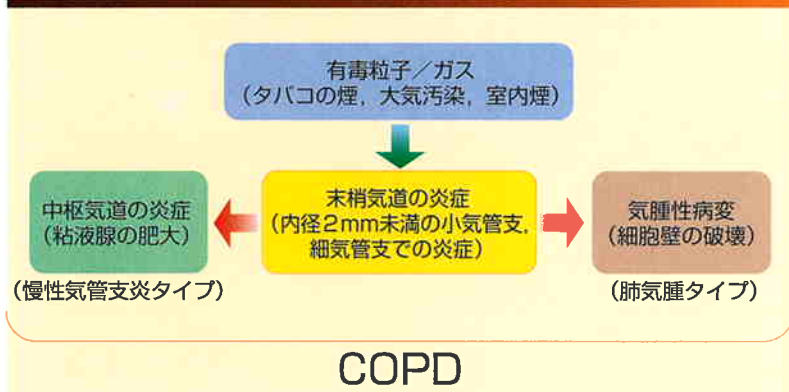 有毒粒子／ガス
(タバコの煙，大気汚染，室内煙)
中枢気道の炎症
(粘液腺の肥大)
(慢性気管支炎タイプ)
末梢気道の炎症
(内径2mm未満の小気管支，
細気管支での炎症)
気腫性病変
(細胞壁の破壊)
(肺気腫タイプ)
COPD